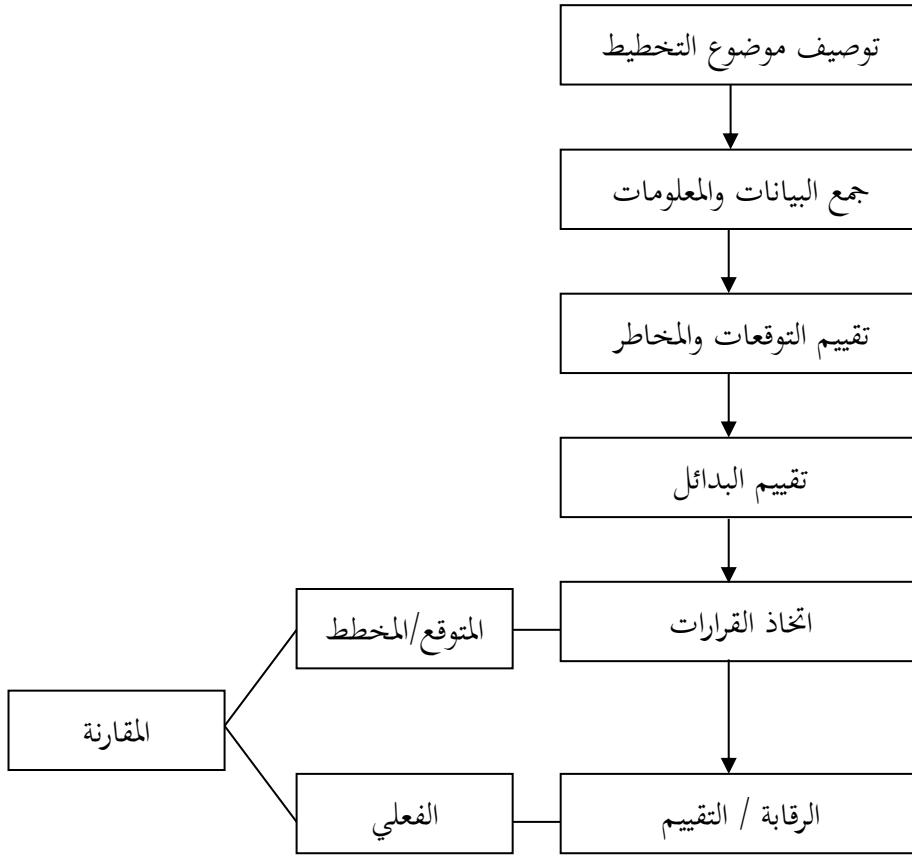 توصيف موضوع التخطيط
جمع البيانات والمعلومات
تقييم التوقعات والمخاطر
تقييم البدائل
اتخاذ القرارات
المتوقع/المخطط
المقارنة
الرقابة / التقييم
الفعلي